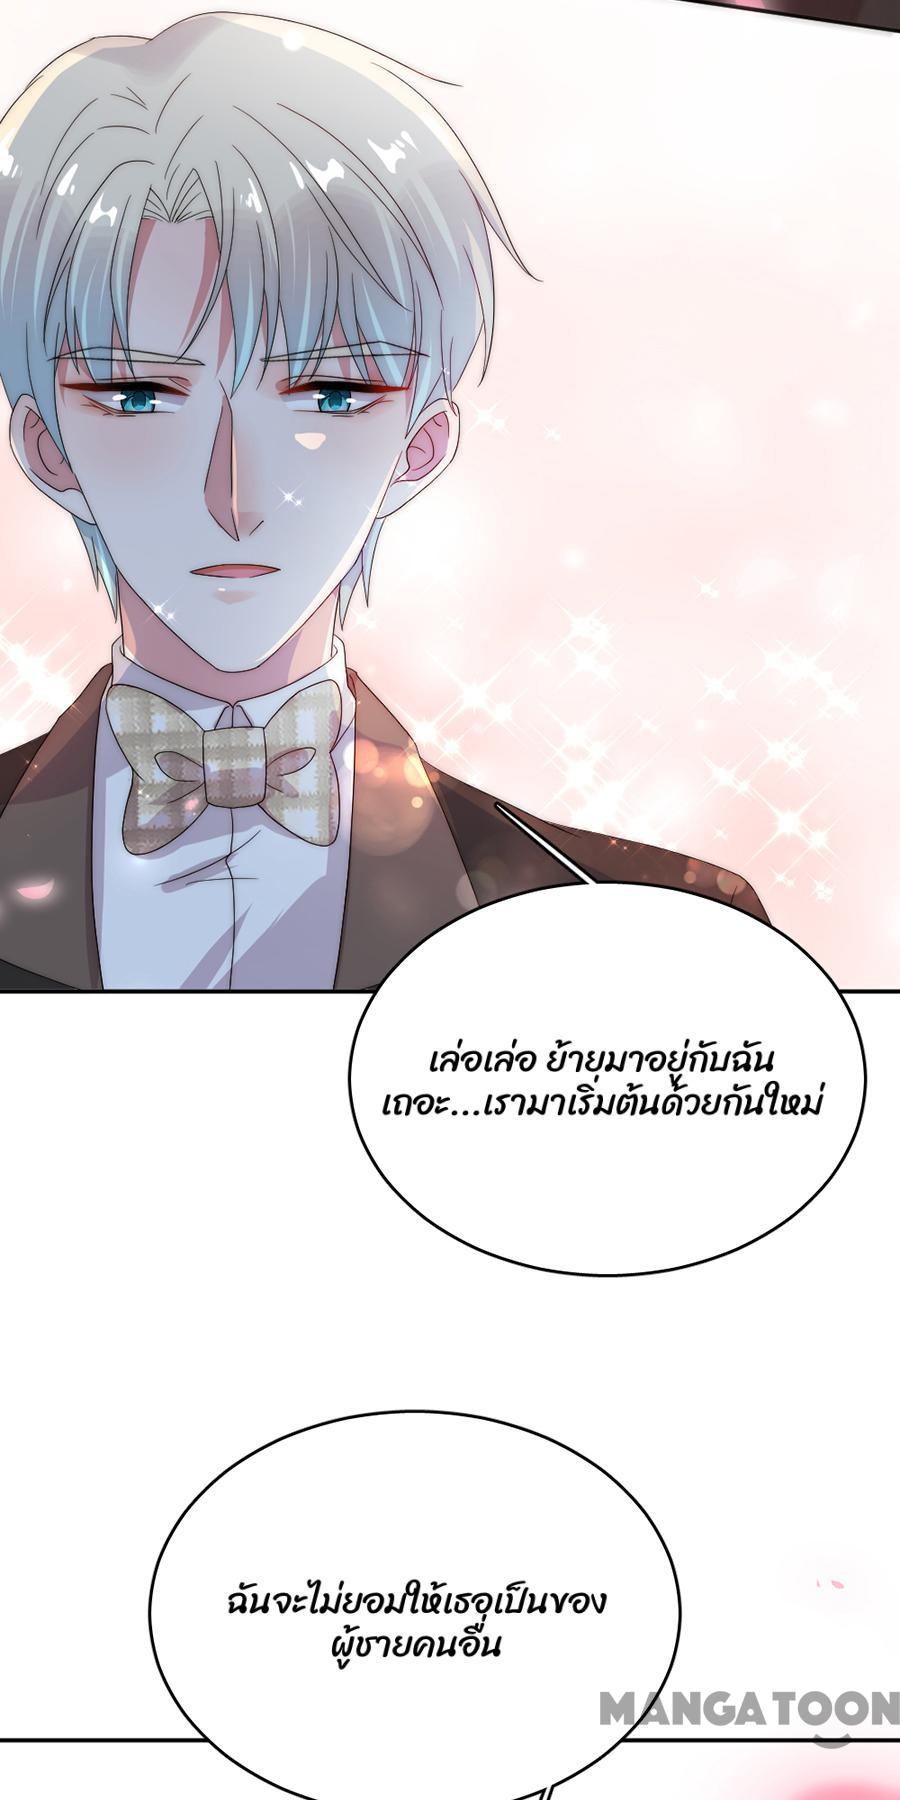 เล่อเล่อ ย้ายมาอยู่กับฉัน
เถอะ...เรามาเริ่มต้นด้วยกันใหม่
ฉันจะไม่ยอมให้เธอเป็นของ
ผู้ชายคนอื่น
MANGA TOON